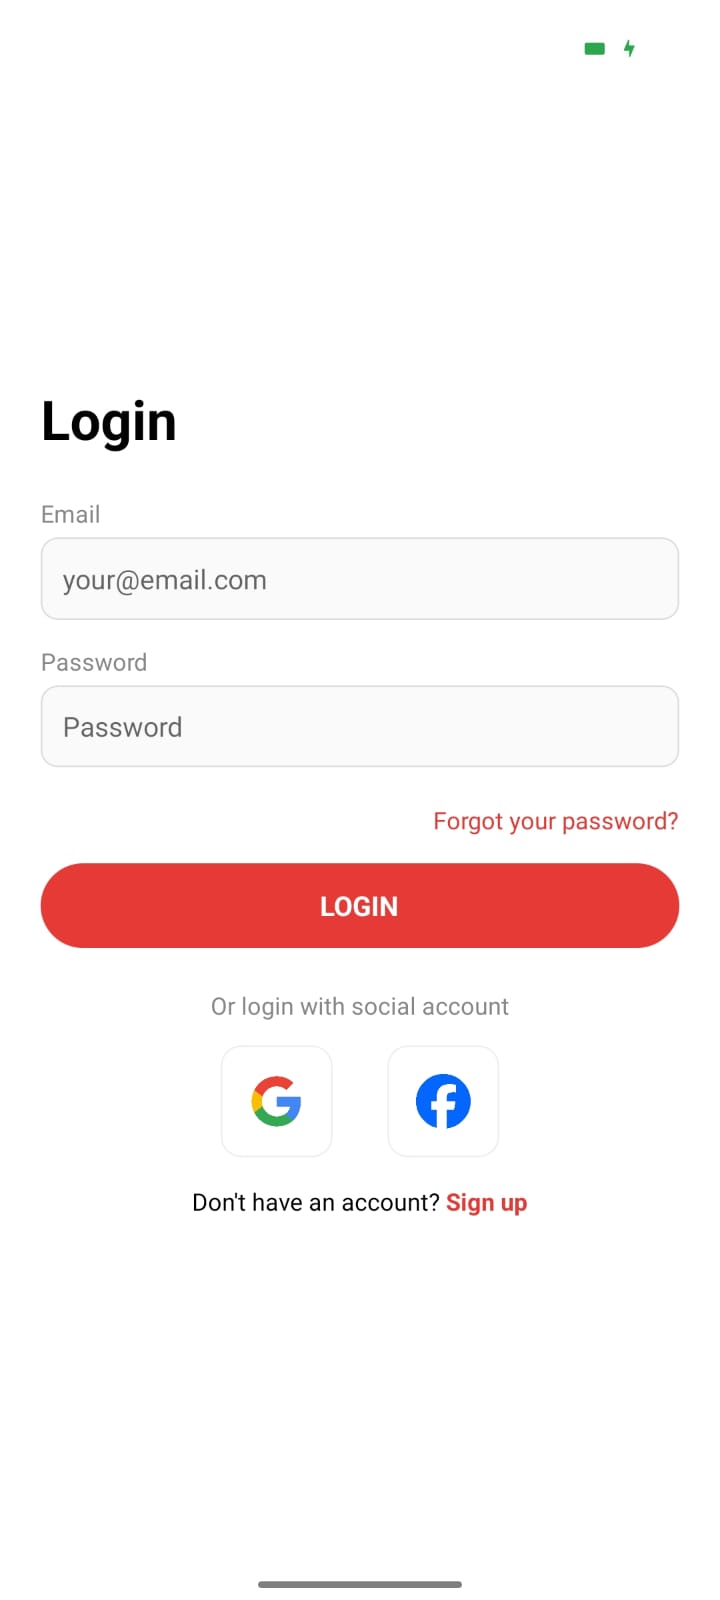 Login
Email
your@email.com
Password
Password
Forgot your password?
LOGIN
Or login with social account
Don't have an account? Sign up